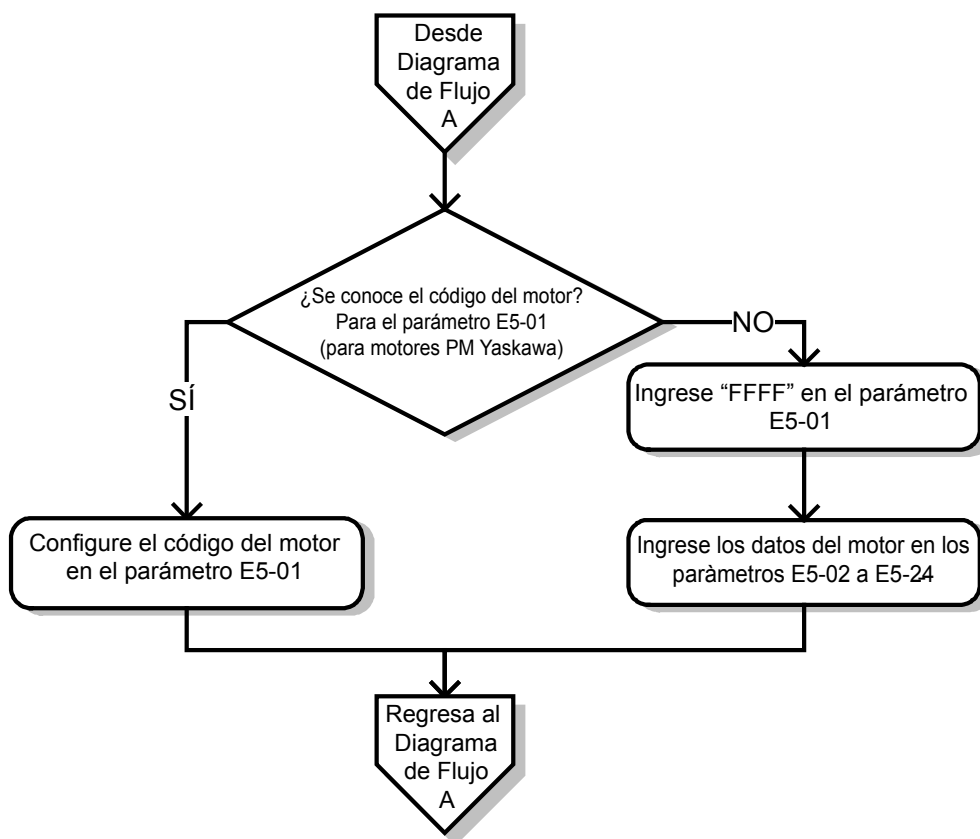 Desde
Diagrama
de Flujo
A
¿Se conoce el código del motor?
Para el parámetro E5-01
(para motores PM Yaskawa)
NO
SÍ
Ingrese “FFFF” en el parámetro
E5-01
Configure el código del motor
en el parámetro E5-01
Ingrese los datos del motor en los
paràmetros E5-02 a E5-24
Regresa al
Diagrama
de Flujo
A